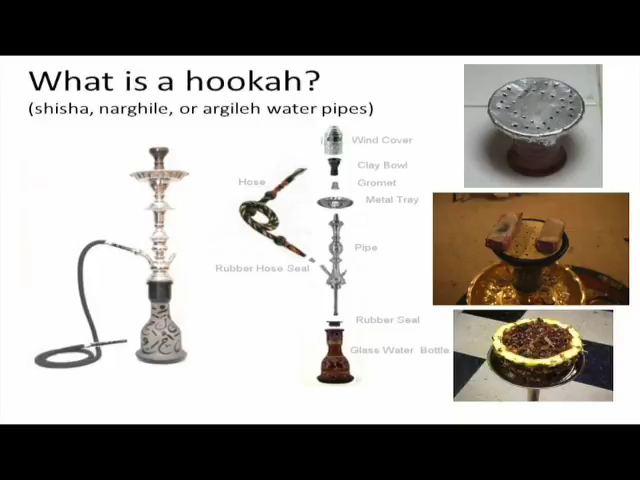 What is a hookah?
(shisha, narghile, or argileh water pipes)
Wind Cover
Clay Bowl
Hose
Gromet
Metal Tray
Pipe
Rubber Hose Seal
Rubber Seal
Glass Water Bottle